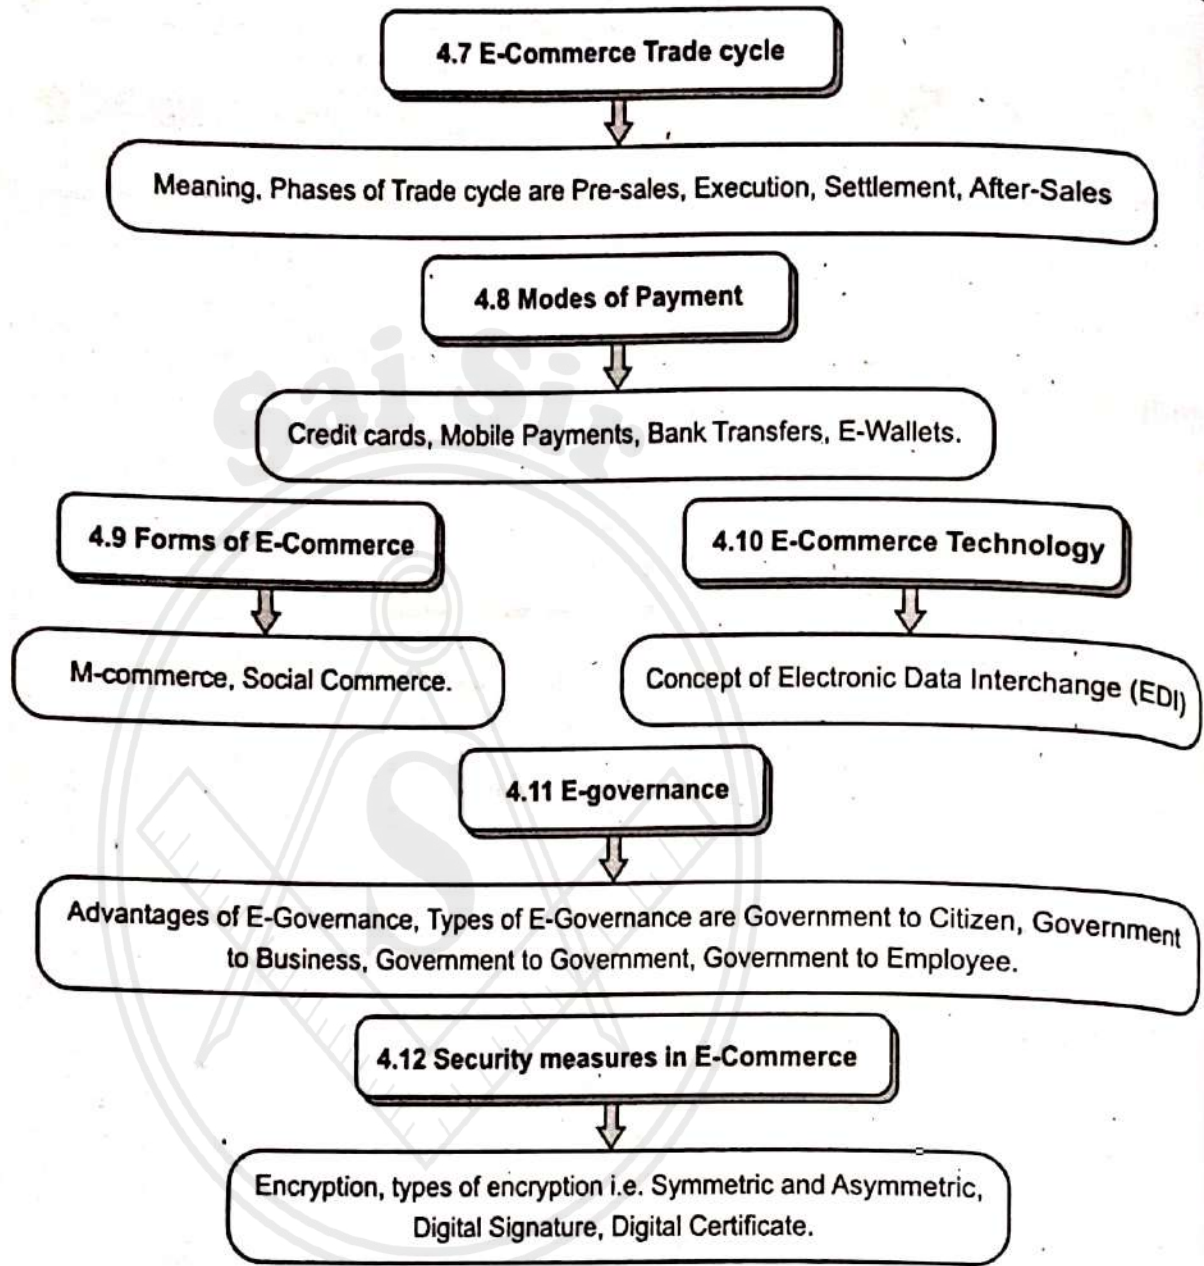 4.7 E-Commerce Trade cycle
Meaning, Phases of Trade cycle are Pre-sales, Execution, Settlement, After-Sales
4.8 Modes of Payment
Sai Sir
Credit cards, Mobile Payments, Bank Transfers, E-Wallets.
4.9 Forms of E-Commerce
4.10 E-Commerce Technology
M-commerce, Social Commerce.
Concept of Electronic Data Interchange (EDI)
4.11 E-governance
S
Advantages of E-Governance, Types of E-Governance are Government to Citizen, Government
to Business, Government to Government, Government to Employee.
4.12 Security measures in E-Commerce
Encryption, types of encryption i.e. Symmetric and Asymmetric,
Digital Signature, Digital Certificate.